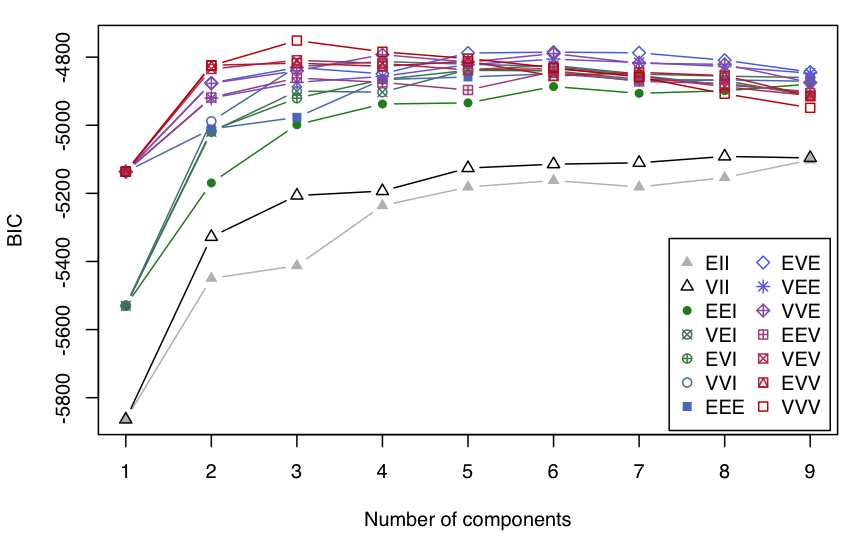 BIC
-4800
-5000
-5200
-5400
-5600
-5800
EII EVE
VII VEE
EEI VVE
VEI EEV
EVI VEV
VVI EVV
EEE VVV
1 2 3 4 5 6 7 8 9
Number of components